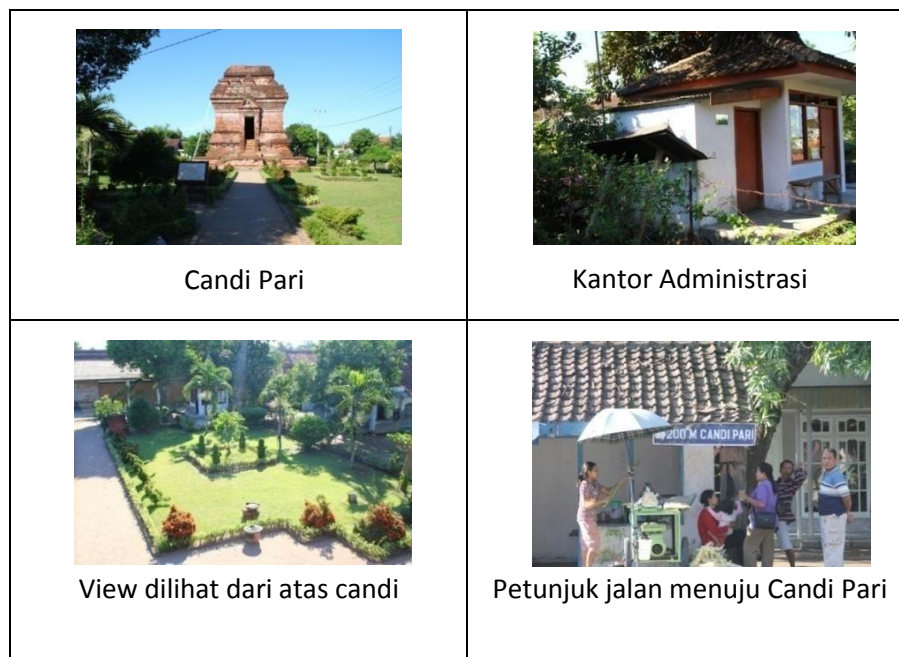 Candi Pari
Kantor Administrasi
200 M CANDI PARI
View dilihat dari atas candi
Petunjuk jalan menuju Candi Pari